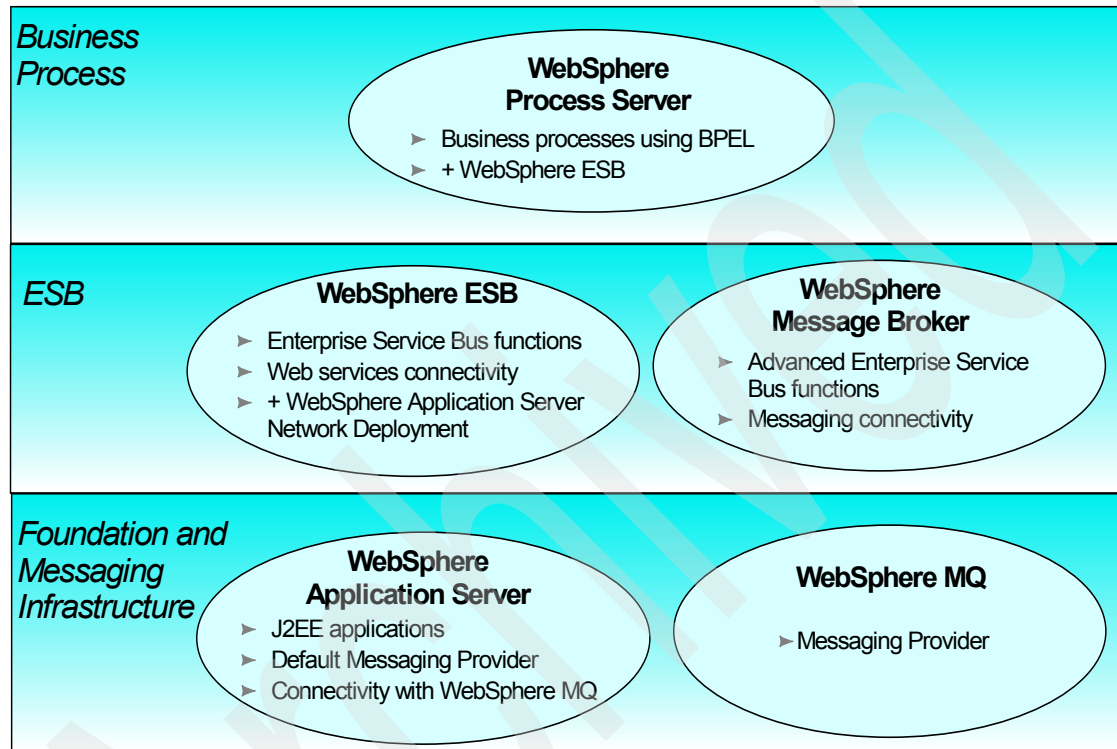 Business
Process
WebSphere
Process Server
➢ Business processes using BPEL
➢ + WebSphere ESB
ESB
WebSphere ESB
➢ Enterprise Service Bus functions
➢ Web services connectivity
➢ + WebSphere Application Server
Network Deployment
WebSphere
Message Broker
➢ Advanced Enterprise Service
Bus functions
➢ Messaging connectivity
Foundation and
Messaging
Infrastructure
WebSphere
Application Server
➢ J2EE applications
➢ Default Messaging Provider
➢ Connectivity with WebSphere MQ
WebSphere MQ
➢ Messaging Provider